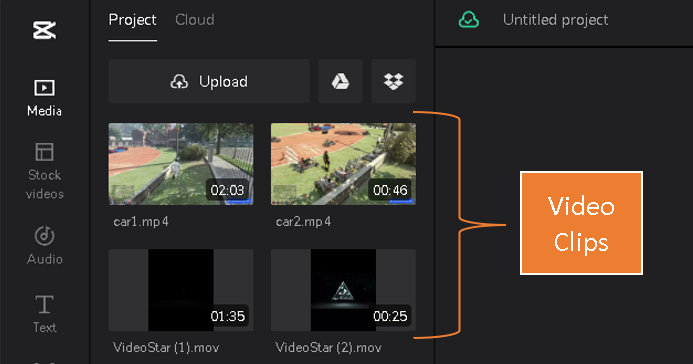 Project Cloud
Untitled project
Upload
Media
Stock
videos
Audio
Text
02:03
00:46
car1.mp4
car2.mp4
01:35
00:25
VideoStar (1).mov
VideoStar (2).mov
Video
Clips